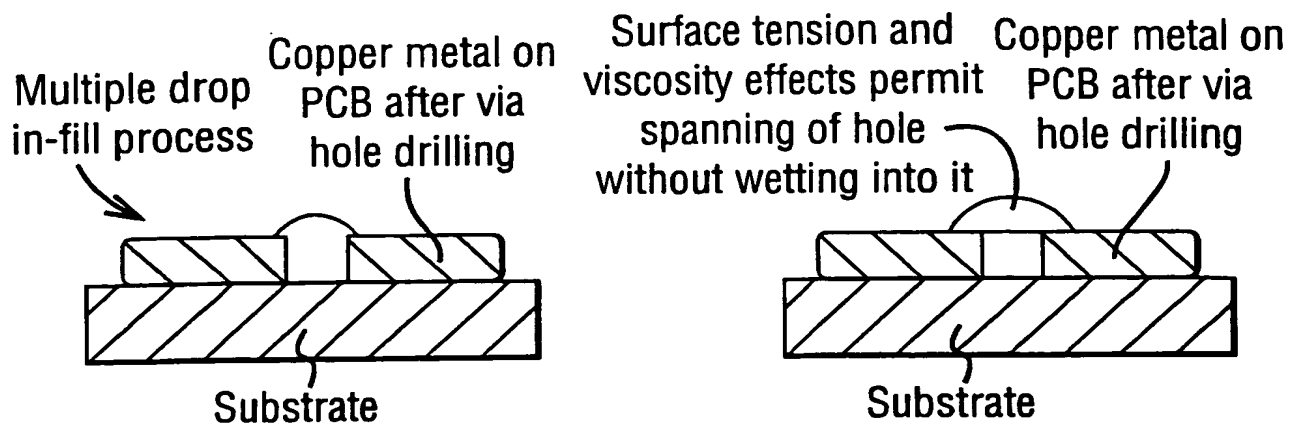 Multiple drop
in-fill process
Copper metal on
PCB after via
hole drilling
Substrate
Surface tension and
viscosity effects permit
spanning of hole
without wetting into it
Copper metal on
PCB after via
hole drilling
Substrate